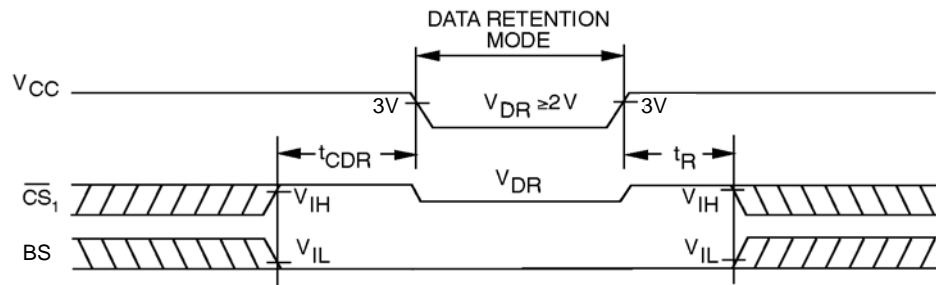 DATA RETENTION
MODE
VCC
3V
VDR ≥2V
3V
tCDR
tR
CS1
VIH
VDR
VIH
BS
VIL
VIL